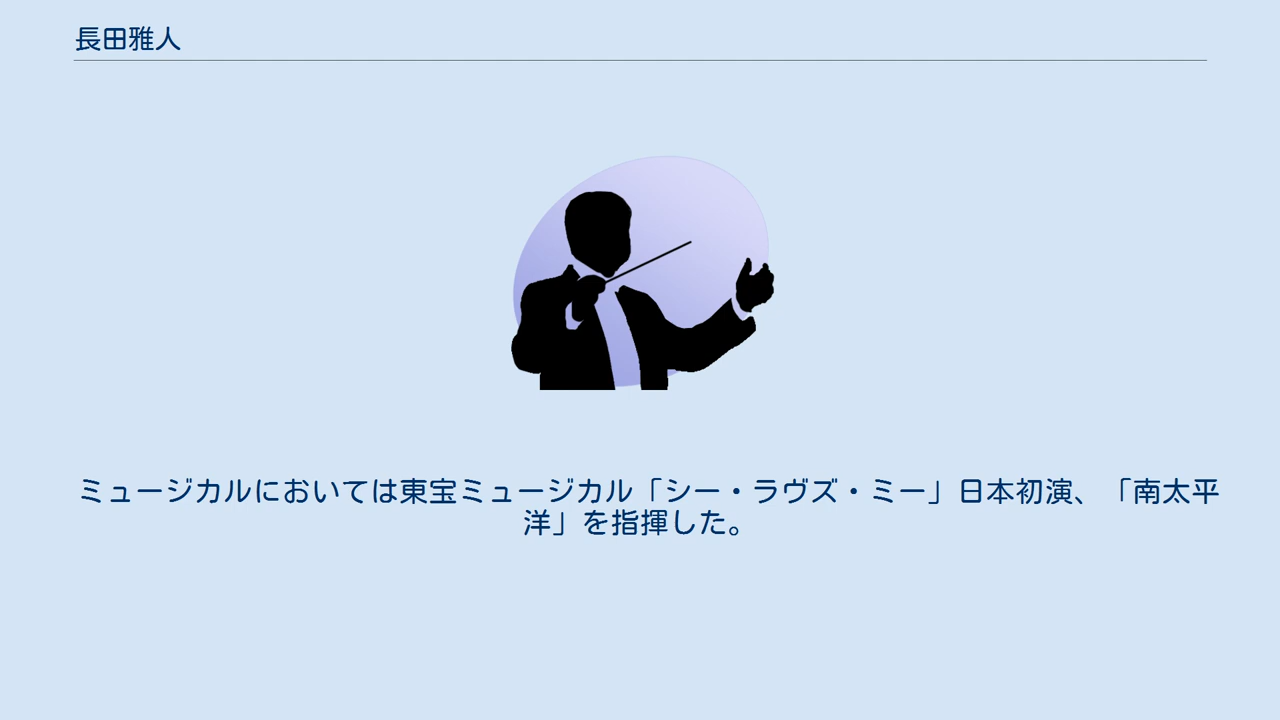 長田雅人
ミュージカルにおいては東宝ミュージカル「シー・ラヴズ・ミー」日本初演、「南太平
洋」を指揮した。